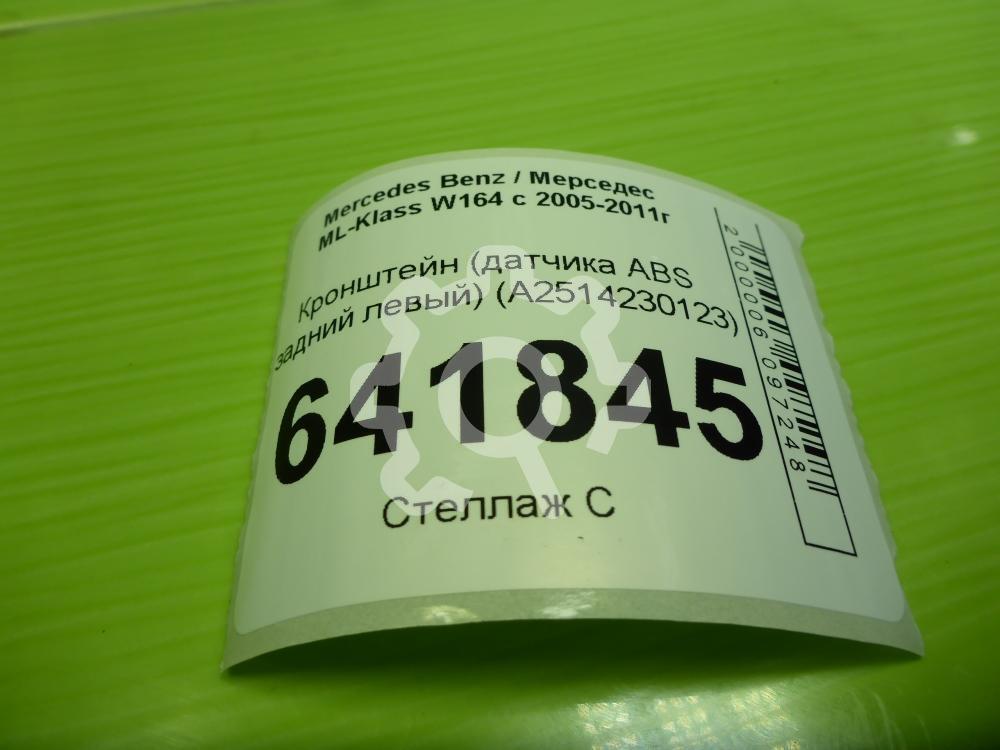 Mercedes Benz / Мерседес
ML-Klass W164 с 2005-2011г
Кронштейн (датчика ABS
задний левый) (A2514230123)
641845
Стеллаж С
2000006097248